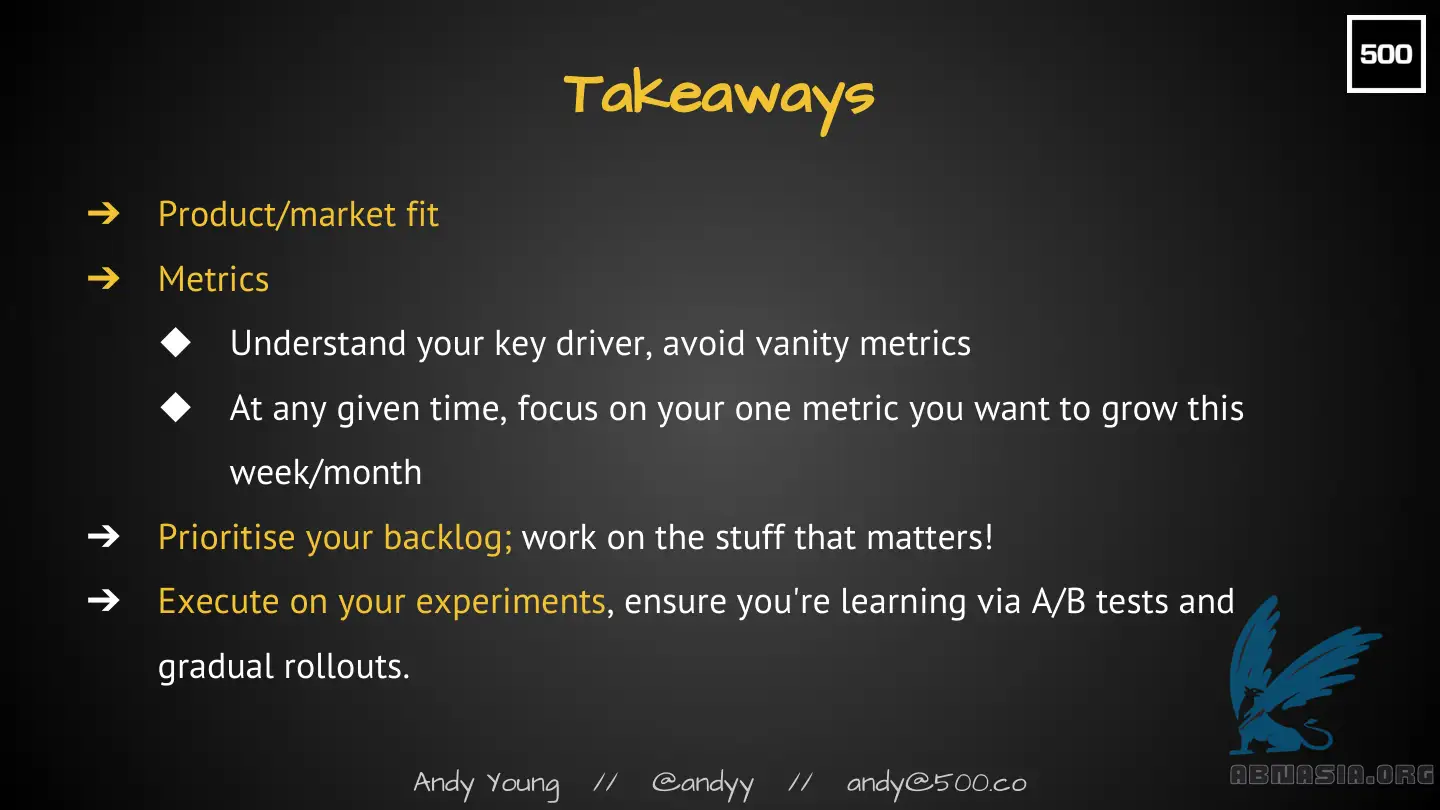 500
Takeaways
➔ Product/market fit
➔ Metrics
◆ Understand your key driver, avoid vanity metrics
◆ At any given time, focus on your one metric you want to grow this
week/month
➔ Prioritise your backlog; work on the stuff that matters!
➔ Execute on your experiments, ensure you're learning via A/B tests and
gradual rollouts.
Andy Young // @andyy // andy@500.co
ABNASIA.ORG